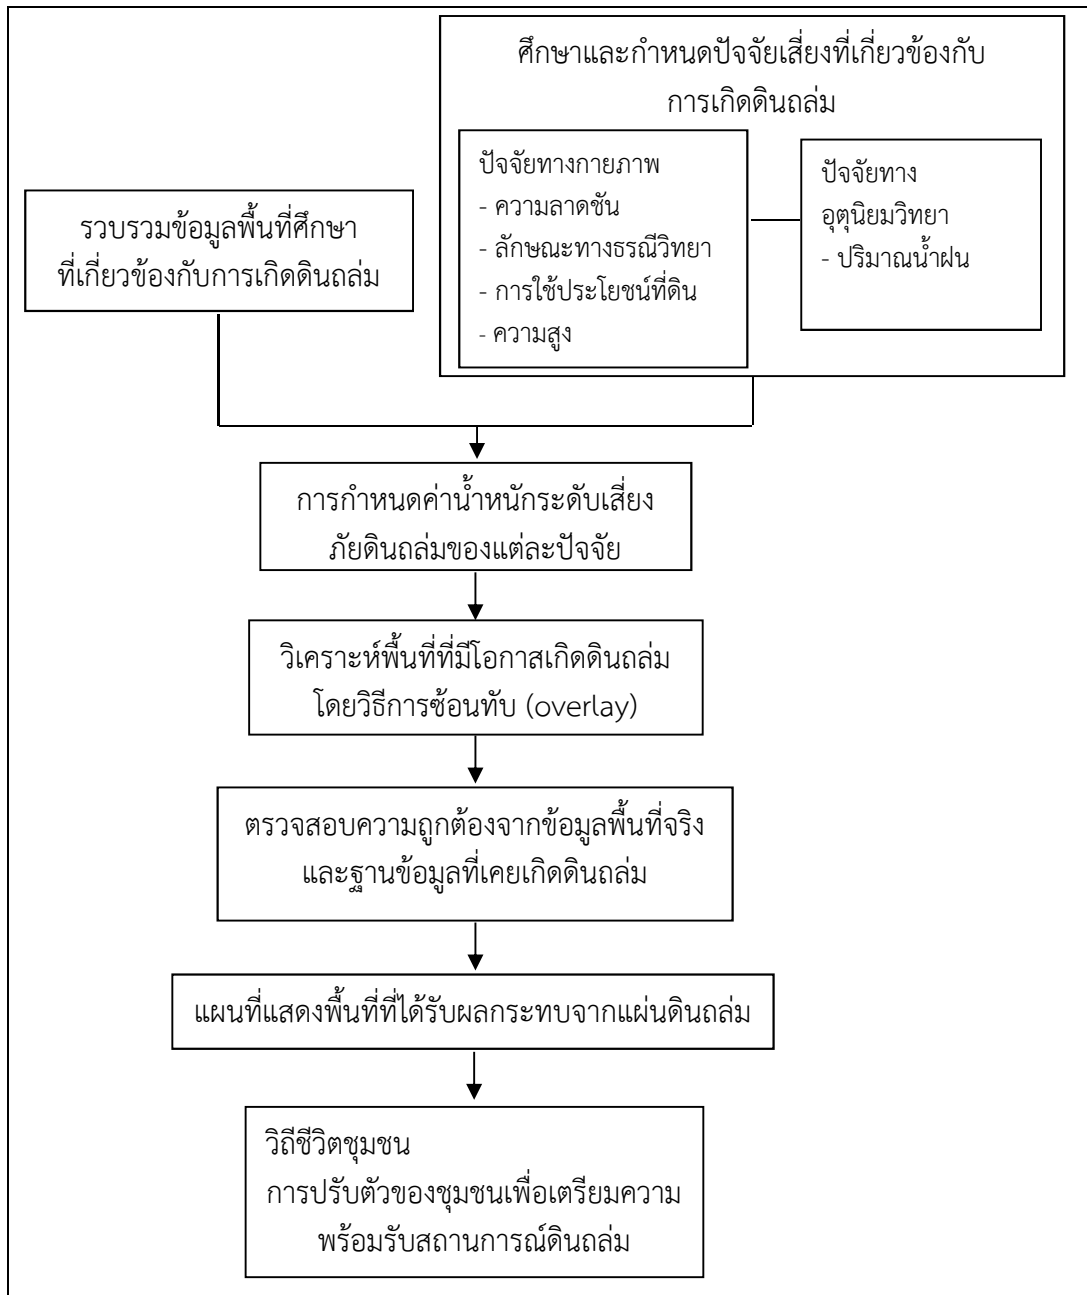 ศึกษาและกำหนดปัจจัยเสี่ยงที่เกี่ยวข้องกับ
การเกิดดินถล่ม
ปัจจัยทางกายภาพ
- ความลาดชัน
- ลักษณะทางธรณีวิทยา
- การใช้ประโยชน์ที่ดิน
- ความสูง
ปัจจัยทาง
อุตุนิยมวิทยา
- ปริมาณน้ำฝน
รวบรวมข้อมูลพื้นที่ศึกษา
ที่เกี่ยวข้องกับการเกิดดินถล่ม
การกำหนดค่าน้ำหนักระดับเสี่ยง
ภัยดินถล่มของแต่ละปัจจัย
วิเคราะห์พื้นที่ที่มีโอกาสเกิดดินถล่ม
โดยวิธีการซ้อนทับ (overlay)
ตรวจสอบความถูกต้องจากข้อมูลพื้นที่จริง
และฐานข้อมูลที่เคยเกิดดินถล่ม
แผนที่แสดงพื้นที่ที่ได้รับผลกระทบจากแผ่นดินถล่ม
วิถีชีวิตชุมชน
การปรับตัวของชุมชนเพื่อเตรียมความ
พร้อมรับสถานการณ์ดินถล่ม